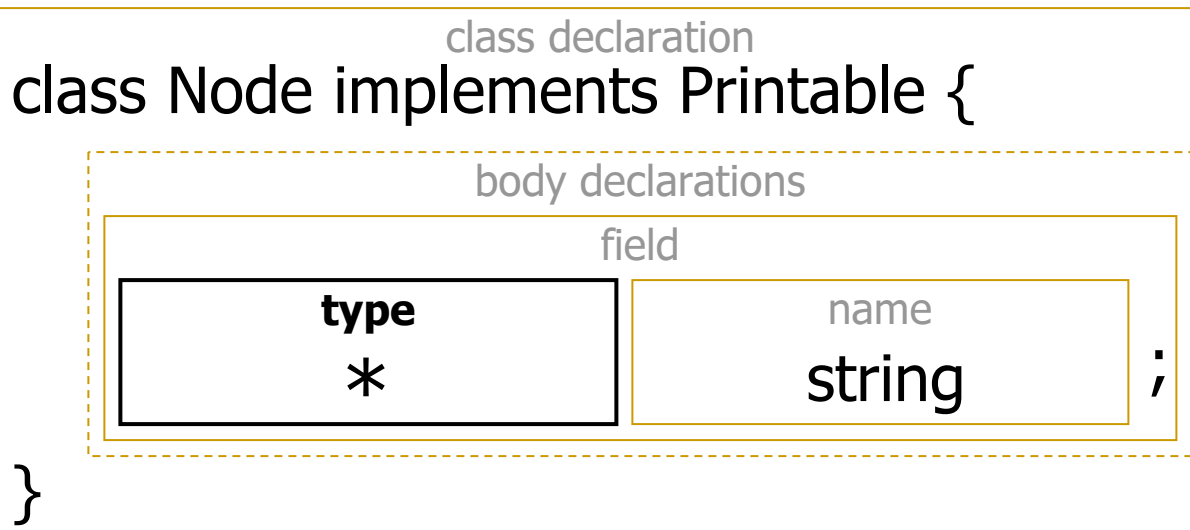 class declaration
class Node implements Printable {
body declarations
field
type name
* string ;
}